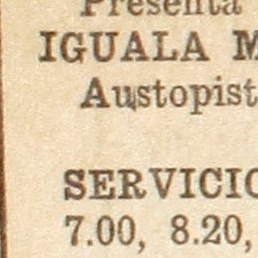 Presenta
IGUALA M
Austopist
SERVICIO
7.00, 8.20,